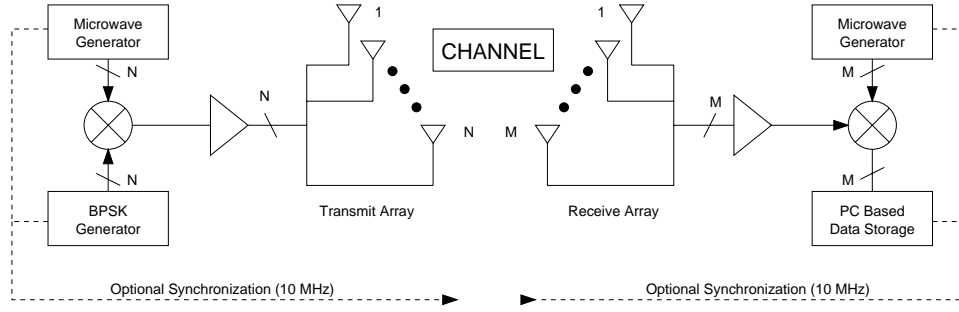 Microwave
Generator
N
BPSK
Generator
N
N
1
N
Transmit Array
CHANNEL
1
M
Receive Array
M
Microwave
Generator
M
M
PC Based
Data Storage
Optional Synchronization (10 MHz)
Optional Synchronization (10 MHz)